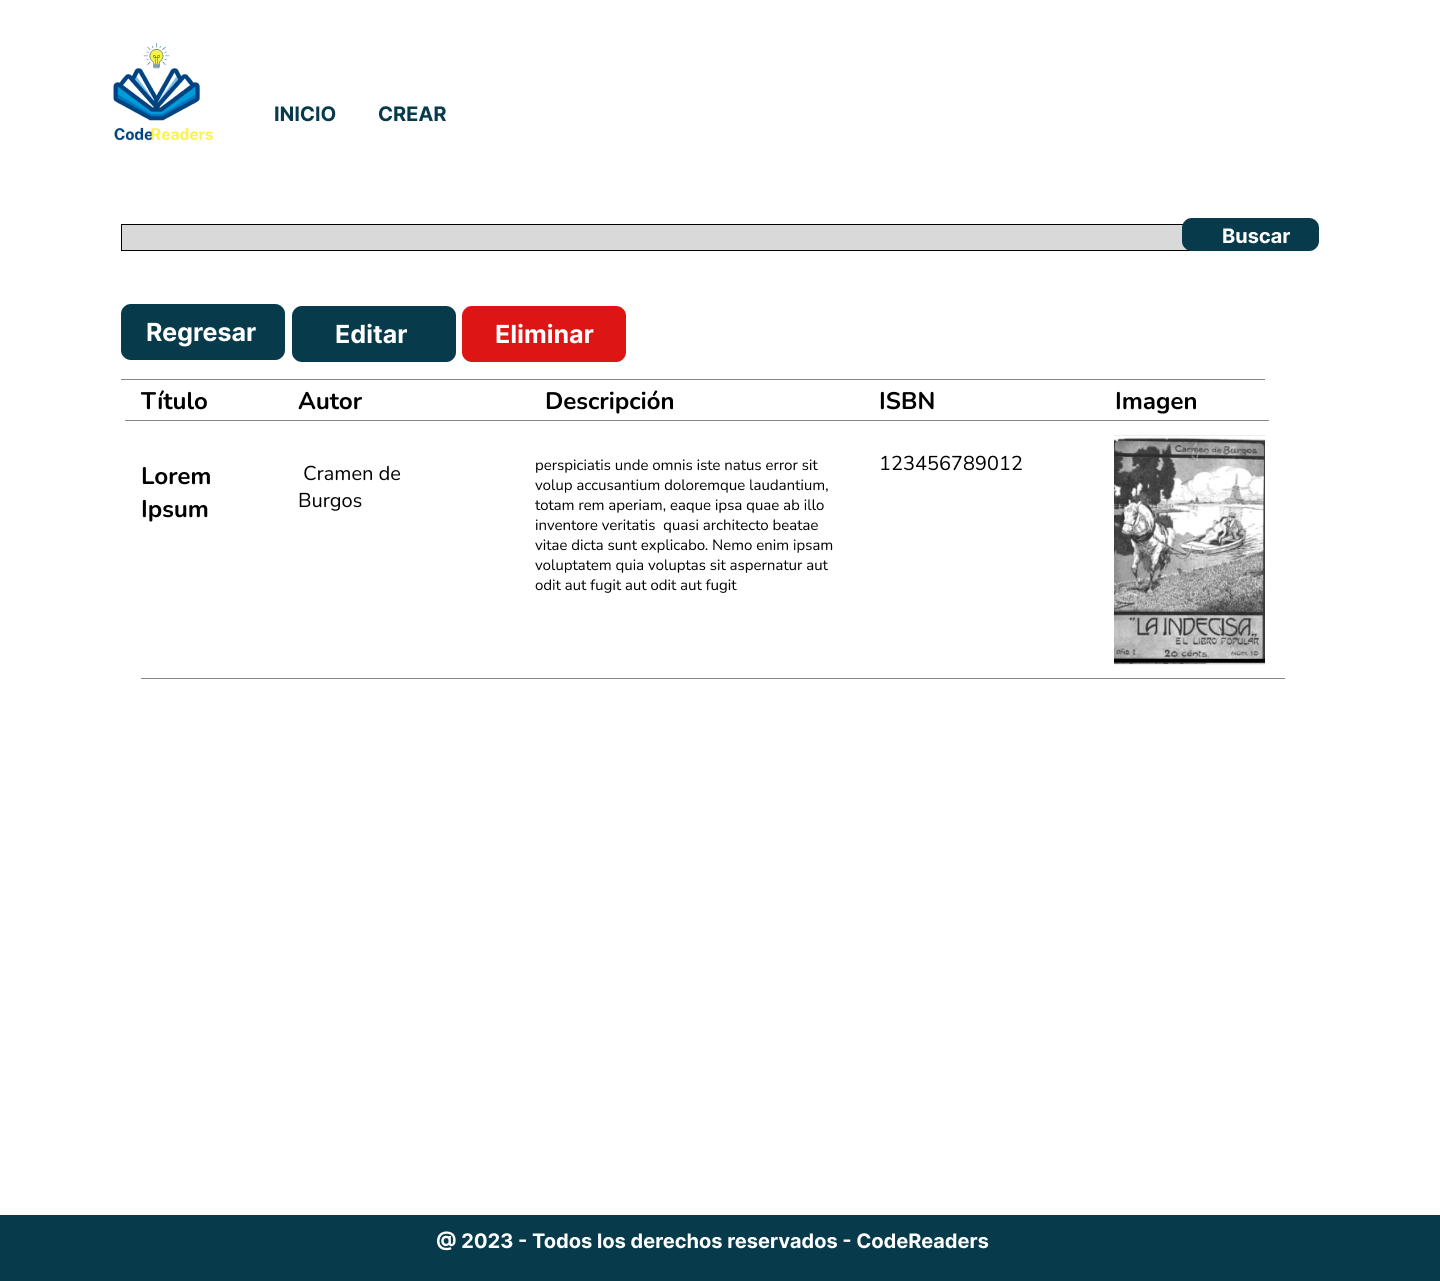 CodeReaders
INICIO CREAR
Buscar
Regresar Editar Eliminar
Título Autor Descripción ISBN Imagen
Lorem
Ipsum
Cramen de
Burgos
perspiciatis unde omnis iste natus error sit
volup accusantium doloremque laudantium,
totam rem aperiam, eaque ipsa quae ab illo
inventore veritatis  quasi architecto beatae
vitae dicta sunt explicabo. Nemo enim ipsam
voluptatem quia voluptas sit aspernatur aut
odit aut fugit aut odit aut fugit
123456789012
Carmen de Burgos
"LA INDECISA"
EL LIBRO POPULAR
AÑO I 20 cénts. NÚM. 10
@ 2023 - Todos los derechos reservados - CodeReaders